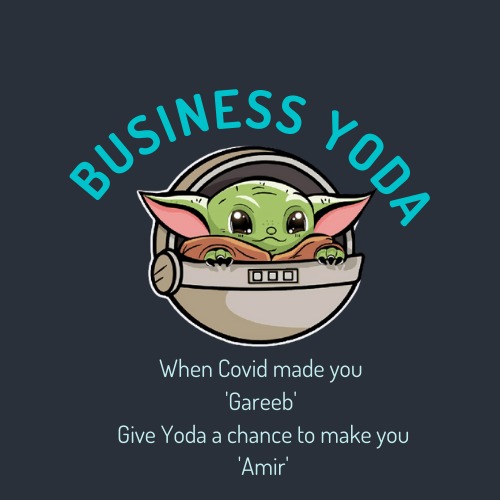 BUSINESS YODA
When Covid made you
'Gareeb'
Give Yoda a chance to make you
'Amir'